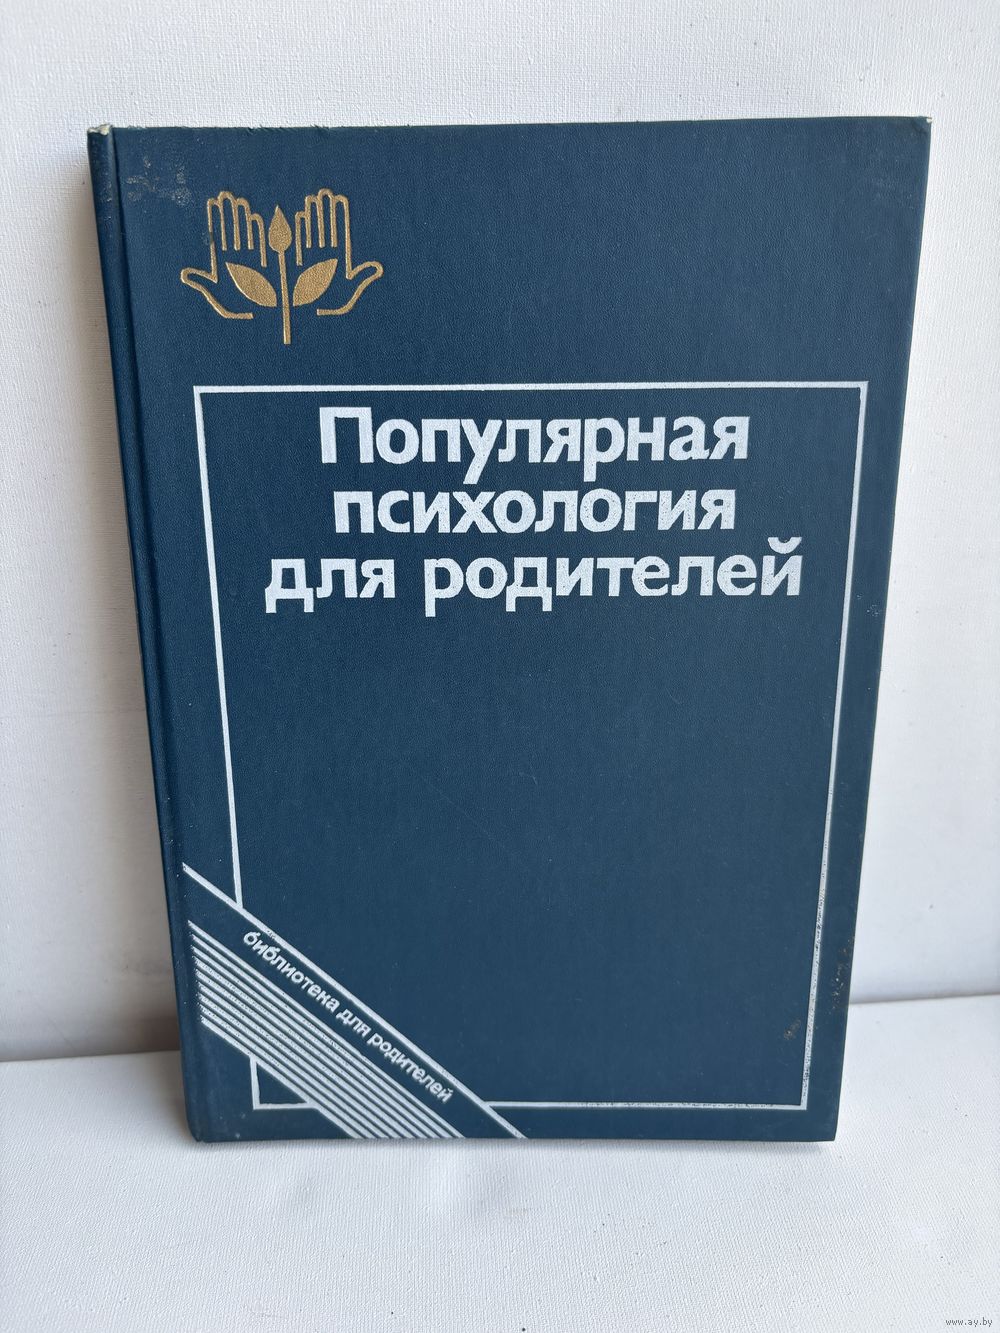 Популярная
психология
для родителей
библиотека для родителей
www.ay.by